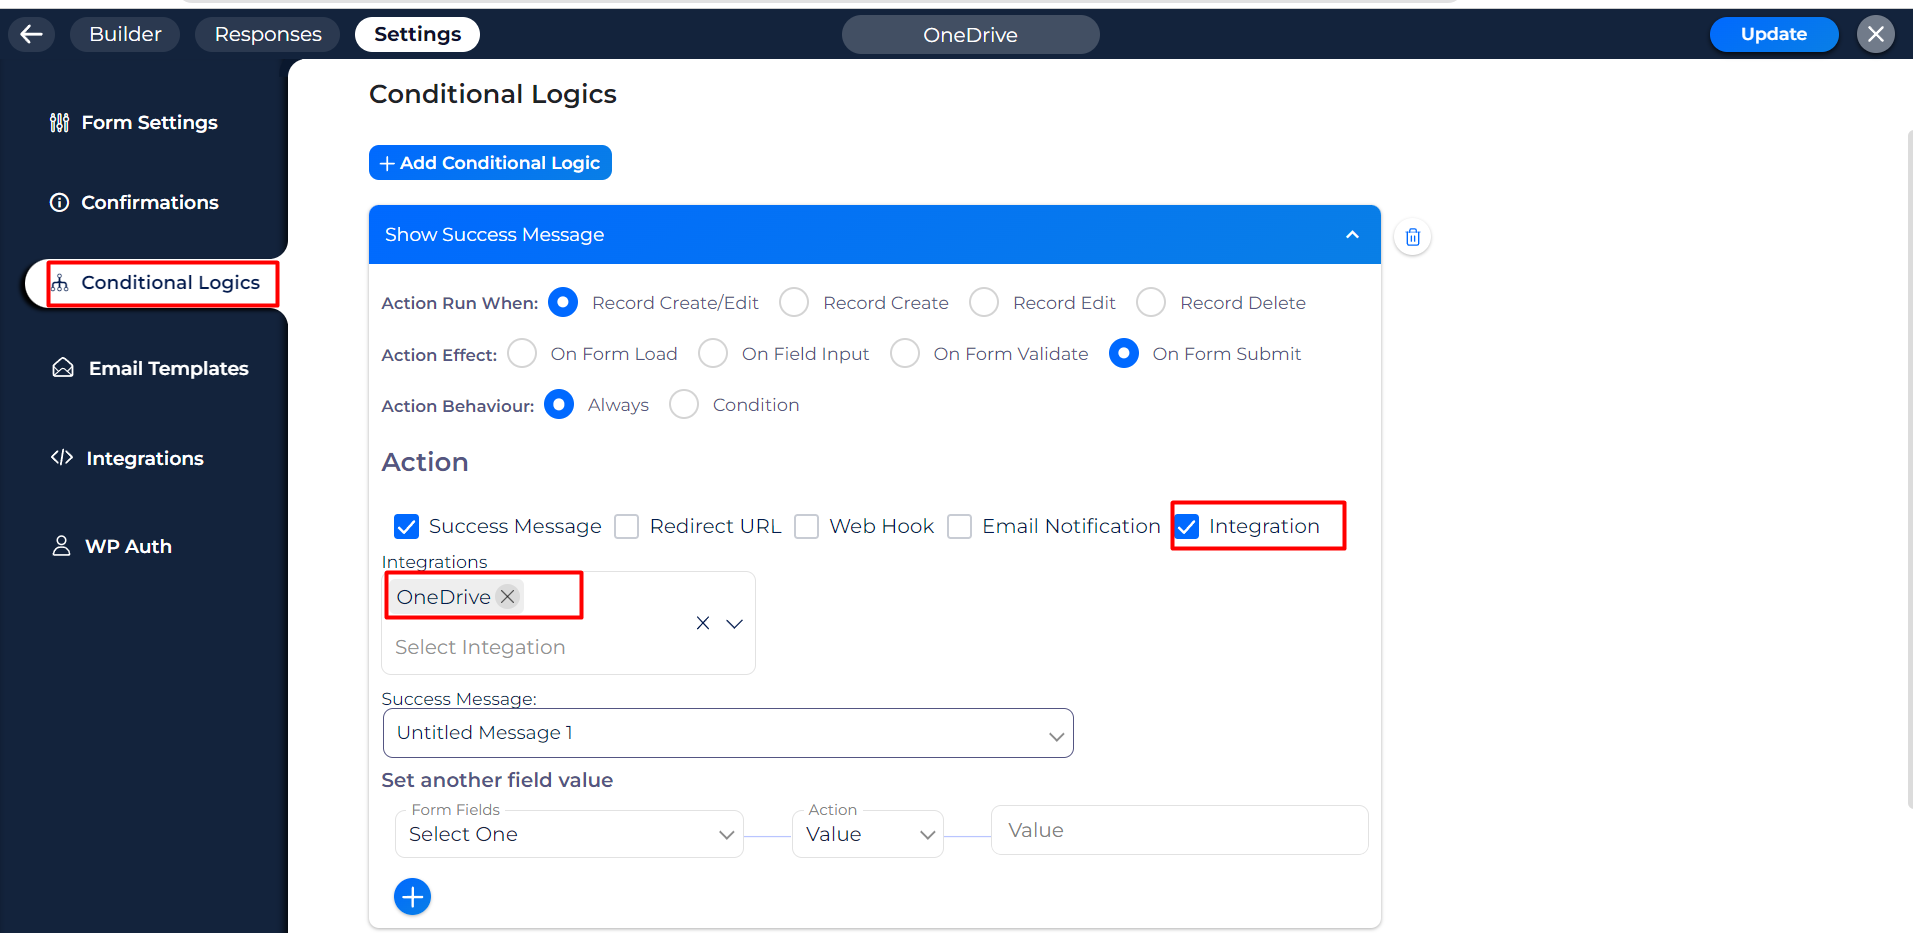 Builder Responses Settings OneDrive Update
Conditional Logics
Form Settings
+ Add Conditional Logic
Confirmations
Show Success Message
Conditional Logics
Action Run When: Record Create/Edit Record Create Record Edit Record Delete
Action Effect: On Form Load On Field Input On Form Validate On Form Submit
Email Templates
Action Behaviour: Always Condition
Integrations
Action
Success Message Redirect URL Web Hook Email Notification Integration
WP Auth
Integrations
OneDrive
Select Integation
Success Message:
Untitled Message 1
Set another field value
Form Fields Action
Select One Value Value